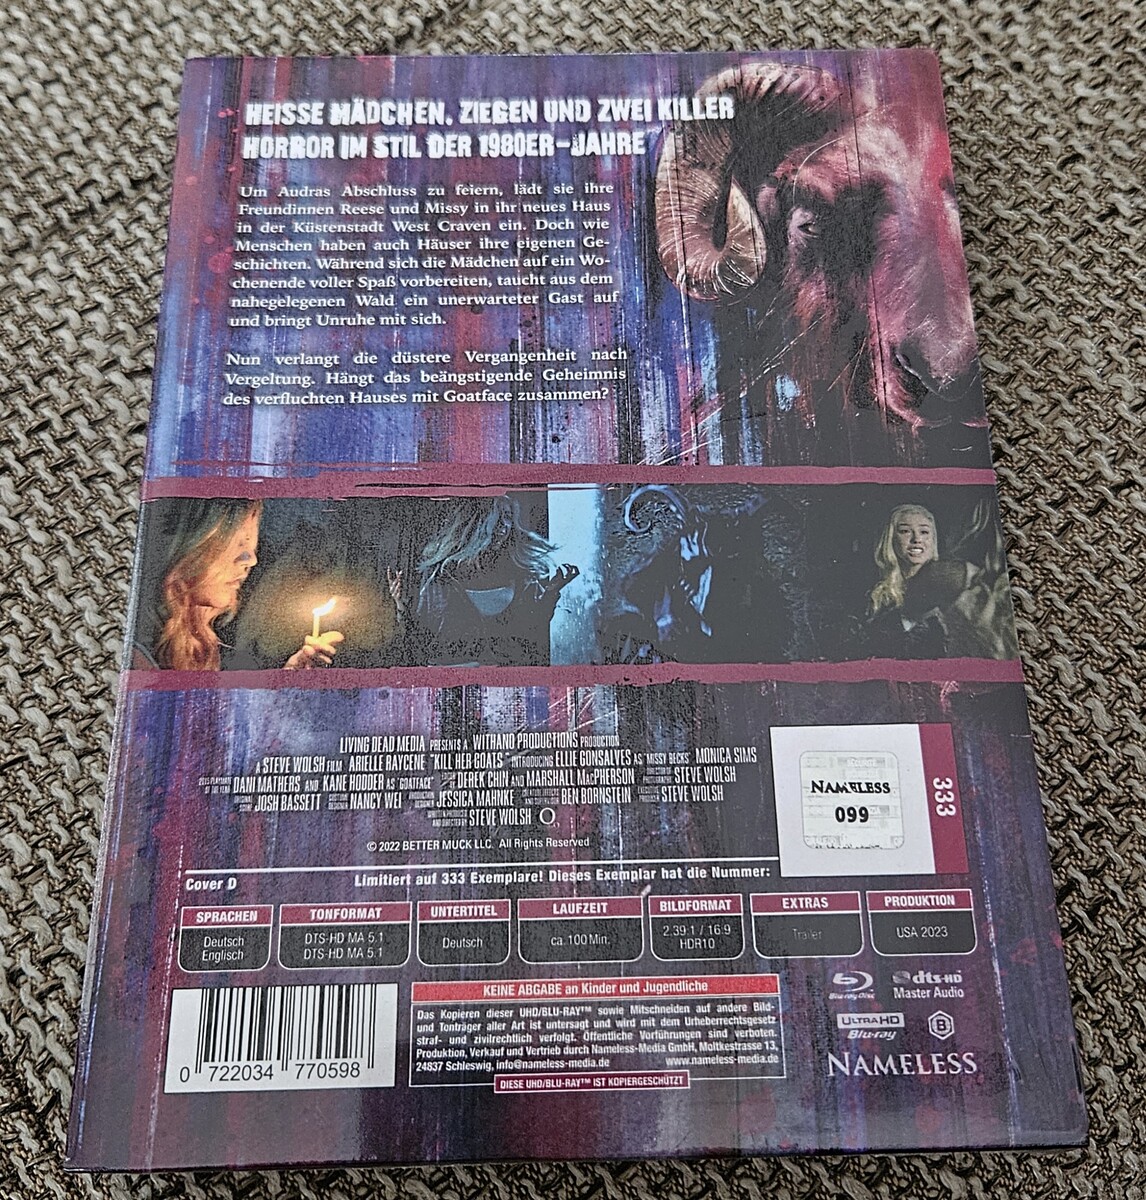 HEISSE MÄDCHEN, ZIEGEN UND ZWEI KILLER
HORROR IM STIL DER 1980ER-JAHRE
Um Audras Abschluss zu feiern, lädt sie ihre
Freundinnen Reese und Missy in ihr neues Haus
in der Küstenstadt West Craven ein. Doch wie
Menschen haben auch Häuser ihre eigenen Ge-
schichten. Während sich die Mädchen auf ein Wo-
chenende voller Spaß vorbereiten, taucht aus dem
nahegelegenen Wald ein unerwarteter Gast auf
und bringt Unruhe mit sich.
Nun verlangt die düstere Vergangenheit nach
Vergeltung. Hängt das beängstigende Geheimnis
des verfluchten Hauses mit Goatface zusammen?
LIVING DEAD MEDIA PRESENTS A WITHANO PRODUCTIONS PRODUCTION
A STEVE WOLSH FILM ARIELLE RAYCENE "KILL HER GOATS" INTRODUCING ELLIE GONSALVES AS "MISSY BECKS" MONICA SIMS
DANI MATHERS AND KANE HODDER AS "GOATFACE" DEREK CHIN AND MARSHALL MACPHERSON STEVE WOLSH
JOSH BASSETT NANCY WEI JESSICA MAHNKE BEN BORNSTEIN STEVE WOLSH
WRITTEN PRODUCED AND DIRECTED BY STEVE WOLSH
© 2022 BETTER MUCK LLC. All Rights Reserved
NAMELESS
099
333
Cover D
Limitiert auf 333 Exemplare! Dieses Exemplar hat die Nummer:
SPRACHEN
Deutsch
Englisch
TONFORMAT
DTS-HD MA 5.1
DTS-HD MA 5.1
UNTERTITEL
Deutsch
LAUFZEIT
ca. 100 Min.
BILDFORMAT
2,39:1 / 16:9
HDR10
EXTRAS
Trailer
PRODUKTION
USA 2023
0 722034 770598
KEINE ABGABE an Kinder und Jugendliche
Das Kopieren dieser UHD/BLU-RAY™ sowie Mitschneiden auf andere Bild-
und Tonträger aller Art ist untersagt und wird mit dem Urheberrechtsgesetz
straf- und zivilrechtlich verfolgt. Öffentliche Vorführungen sind verboten.
Produktion, Verkauf und Vertrieb durch Nameless-Media GmbH, Moltkestrasse 13,
24837 Schleswig, info@nameless-media.de www.nameless-media.de
DIESE UHD/BLU-RAY™ IST KOPIERGESCHÜTZT
Blu-ray Disc
dts-HD
Master Audio
ULTRA HD
Blu-ray
B
NAMELESS